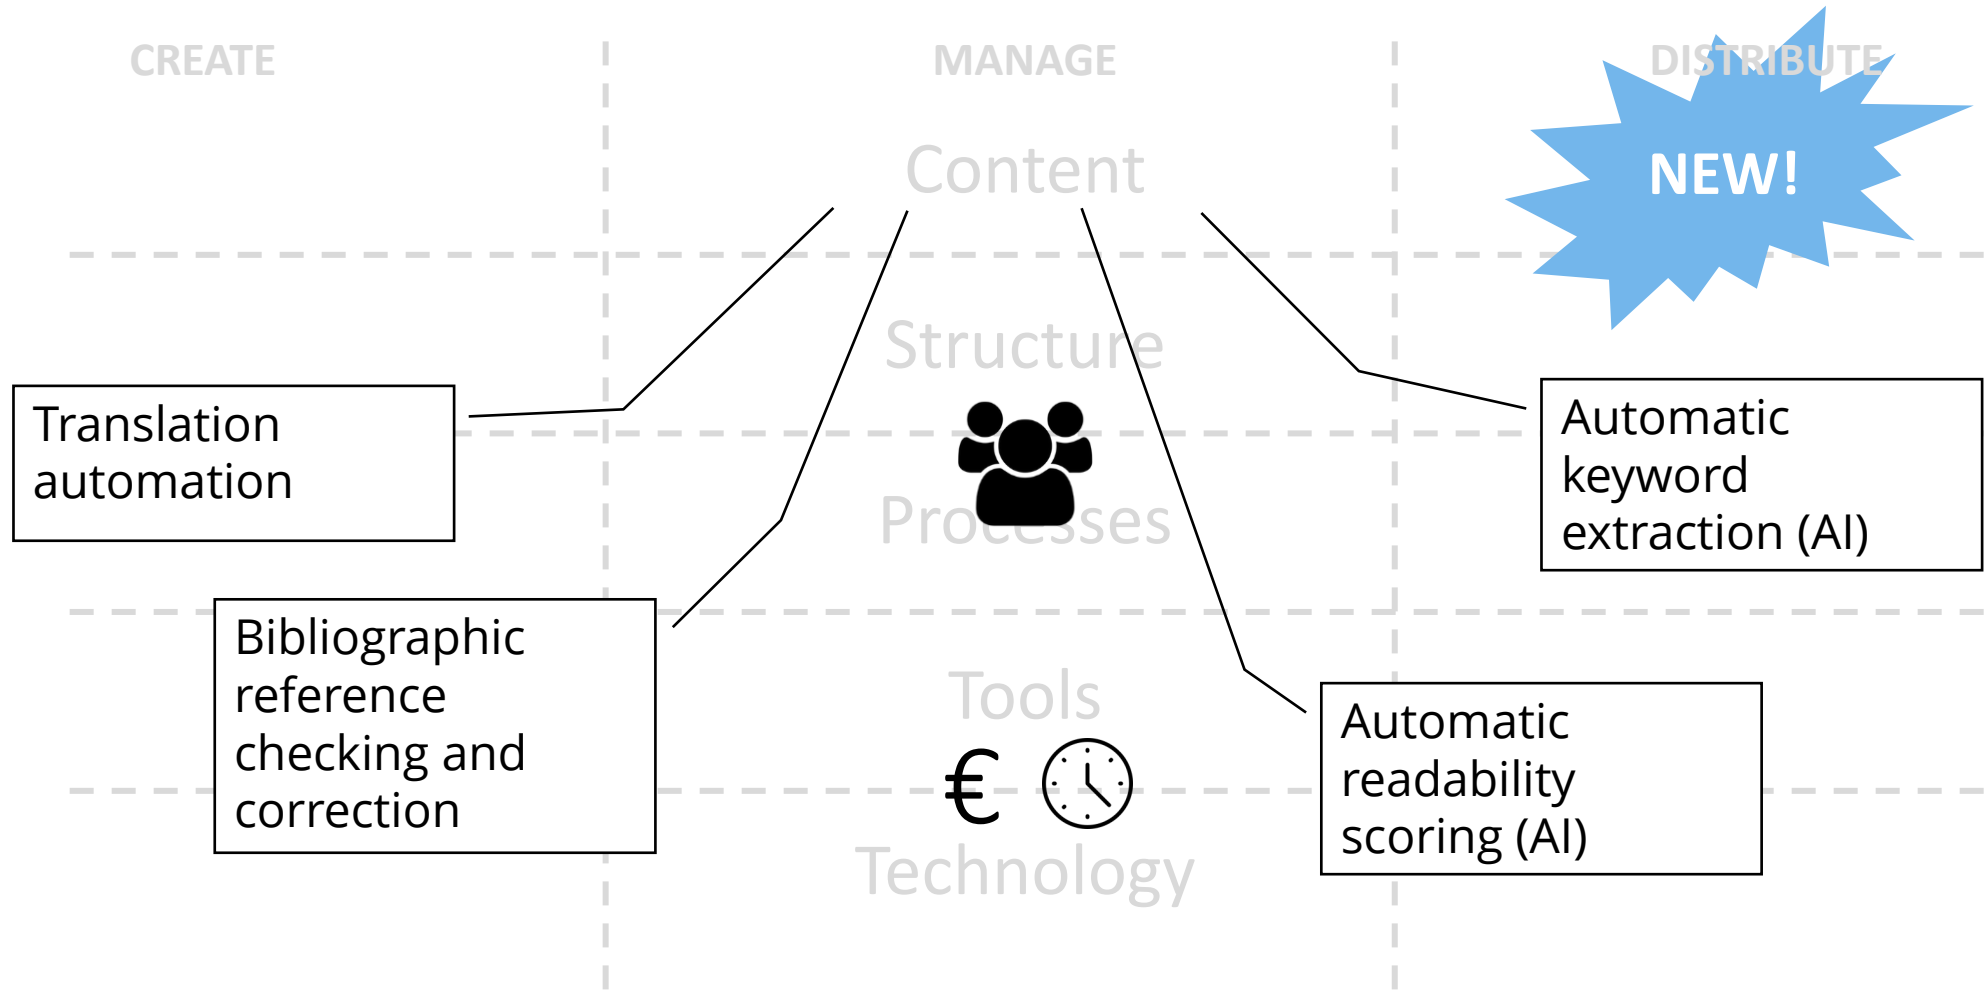 CREATE
MANAGE
DISTRIBUTE
Content
NEW!
Structure
Translation
automation
Automatic
keyword
extraction (AI)
Processes
Bibliographic
reference
checking and
correction
Tools
€
Automatic
readability
scoring (AI)
Technology